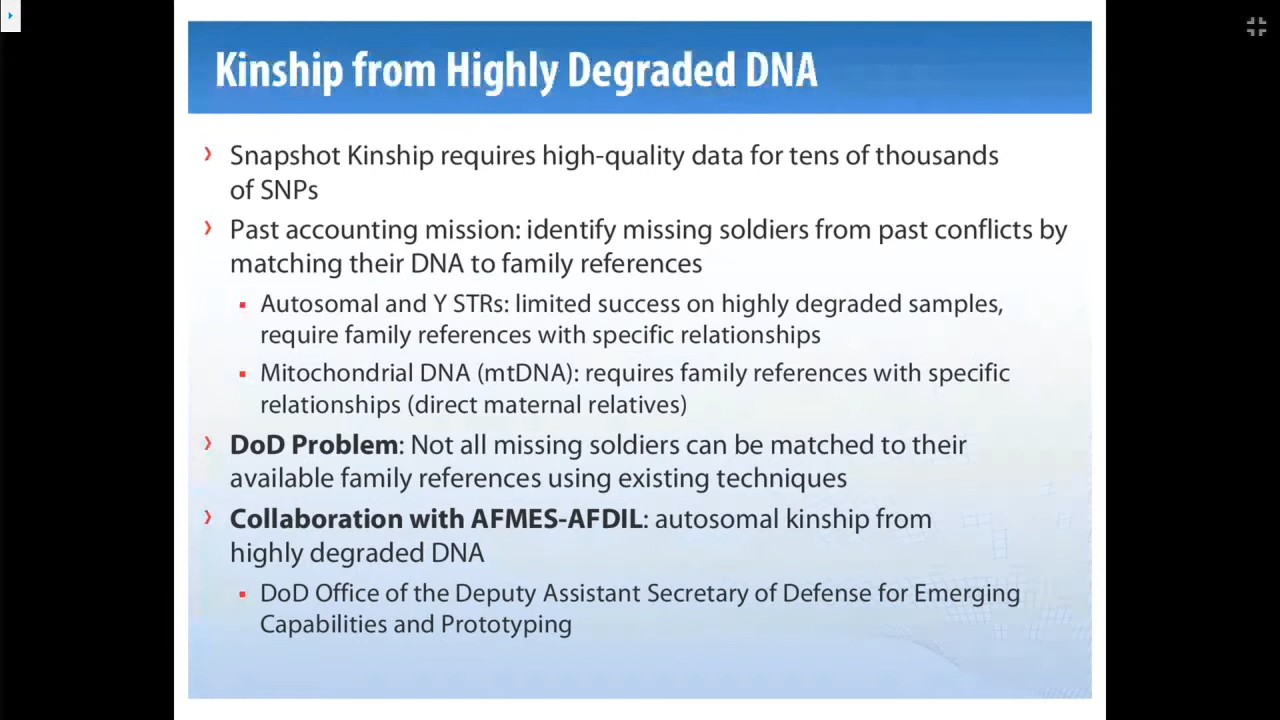 Kinship from Highly Degraded DNA
Snapshot Kinship requires high-quality data for tens of thousands
of SNPs
Past accounting mission: identify missing soldiers from past conflicts by
matching their DNA to family references
Autosomal and Y STRs: limited success on highly degraded samples,
require family references with specific relationships
Mitochondrial DNA (mtDNA): requires family references with specific
relationships (direct maternal relatives)
DoD Problem: Not all missing soldiers can be matched to their
available family references using existing techniques
Collaboration with AFMES-AFDIL: autosomal kinship from
highly degraded DNA
DoD Office of the Deputy Assistant Secretary of Defense for Emerging
Capabilities and Prototyping